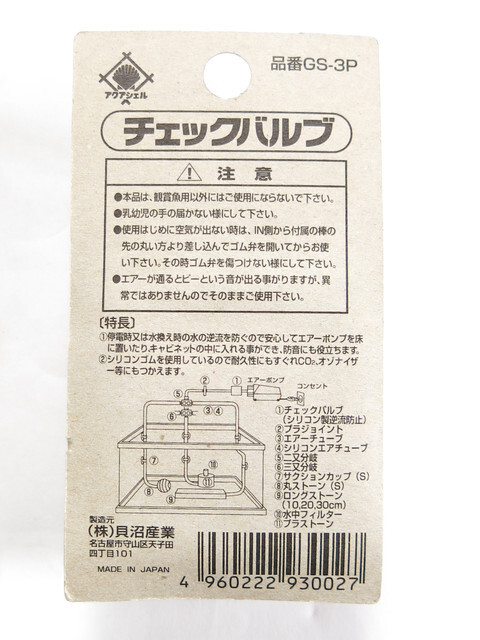 アクアシェル
品番GS-3P
チェックバルブ
注意
●本品は、観賞魚用以外にはご使用にならないで下さい。
●乳幼児の手の届かない様にして下さい。
●使用はじめに空気が出ない時は、IN側から付属の棒の
先の丸い方より差し込んでゴム弁を開いてからお使
い下さい。その時ゴム弁を傷つけない様にして下さい。
●エアーが通るとピーという音が出る事がりますが、異
常ではありませんのでそのままご使用下さい。
〔特長〕
①停電時又は水換え時の水の逆流を防ぐので安心してエアーポンプを床
に置いたり、キャビネットの中に入れる事ができ、防音にも役立ちます。
②シリコンゴムを使用しているので耐久性にもすぐれCO₂、オゾナイザ
ー等にもつかえます。
エアーポンプ
コンセント
② ①
⑤
⑥ ③④
⑦ ⑩ ⑪
⑧ ⑨
①チェックバルブ
(シリコン製逆流防止)
②プラジョイント
③エアーチューブ
④シリコンエアチューブ
⑤二又分岐
⑥三又分岐
⑦サクションカップ(S)
⑧丸ストーン(S)
⑨ロングストーン
(10,20,30cm)
⑩水中フィルター
⑪プラストーン
製造元
(株)貝沼産業
名古屋市守山区天子田
四丁目101
MADE IN JAPAN
4 960222 930027